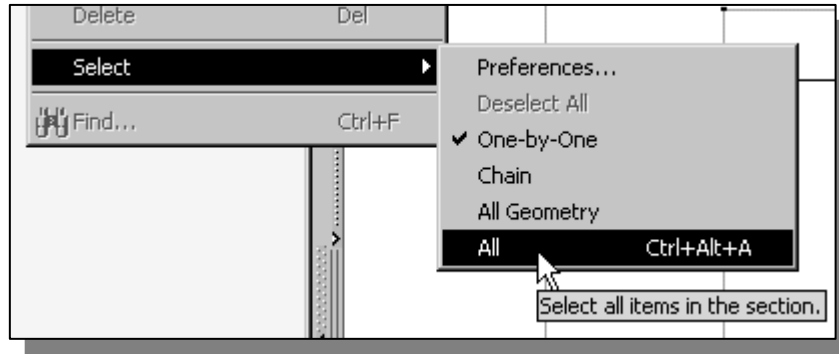 Delete Del
Select
Find... Ctrl+F
Preferences...
Deselect All
One-by-One
Chain
All Geometry
All Ctrl+Alt+A
Select all items in the section.